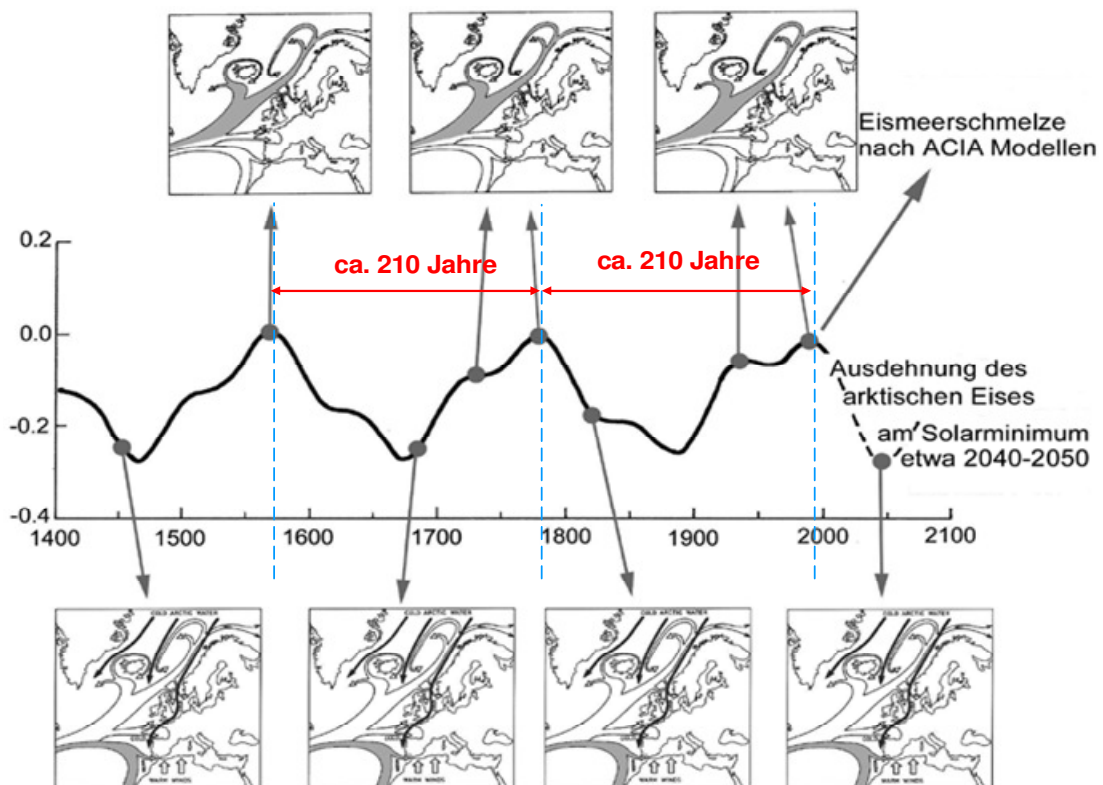 Eismeerschmelze
nach ACIA Modellen
0.2
ca. 210 Jahre
ca. 210 Jahre
0.0
Ausdehnung des
arktischen Eises
-0.2
am Solarminimum
etwa 2040-2050
-0.4
1400
1500
1600
1700
1800
1900
2000
2100
COLD ARCTIC WATER
COLD ARCTIC WATER
COLD ARCTIC WATER
COLD ARCTIC WATER
WARM WINDS
WARM WINDS
WARM WINDS
WARM WINDS